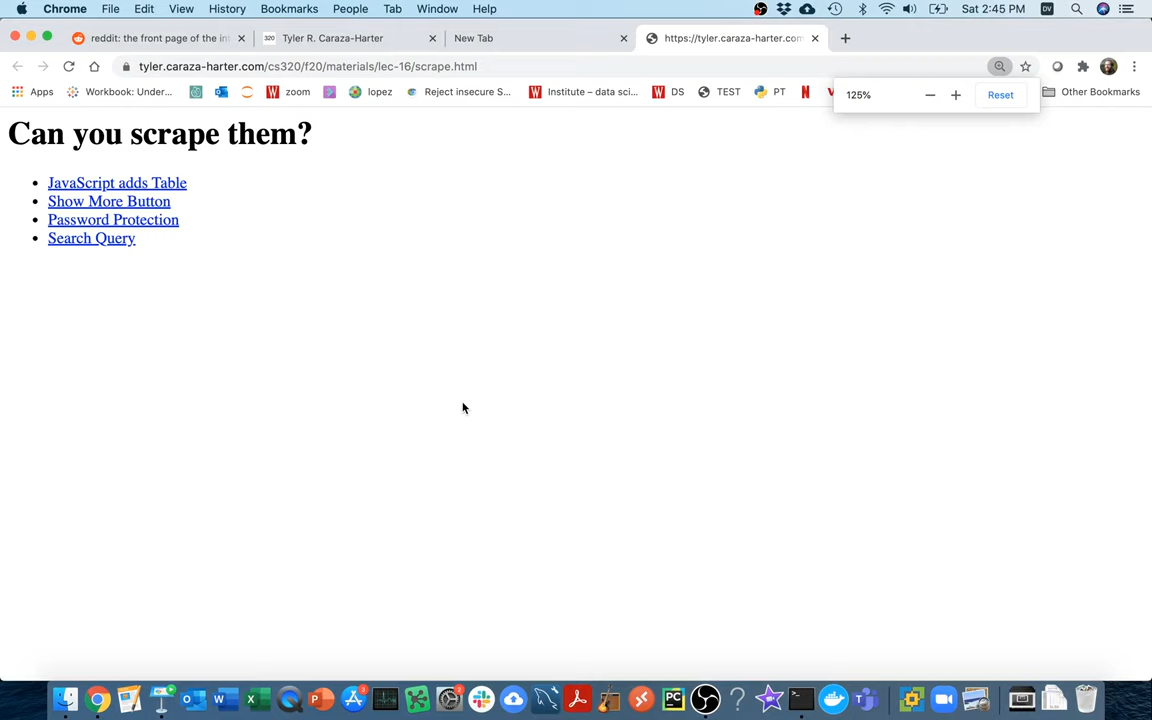 Chrome File Edit View History Bookmarks People Tab Window Help Sat 2:45 PM DV
reddit: the front page of the int 320 Tyler R. Caraza-Harter New Tab https://tyler.caraza-harter.com
tyler.caraza-harter.com/cs320/f20/materials/lec-16/scrape.html
Apps Workbook: Under... zoom lopez Reject insecure S... Institute – data sci... DS TEST PT Other Bookmarks
125% Reset
Can you scrape them?
• JavaScript adds Table
• Show More Button
• Password Protection
• Search Query